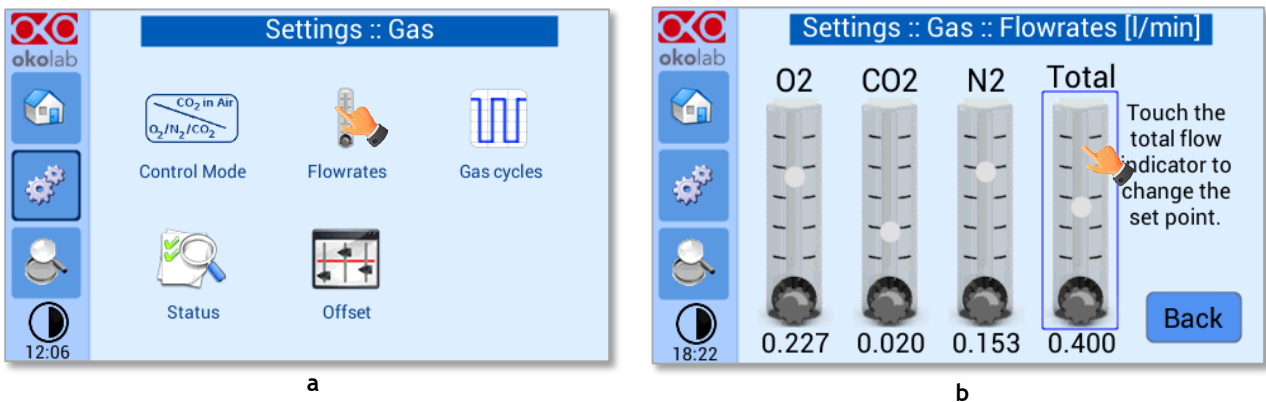 Settings :: Gas
okolab
CO2 in Air
O2/N2/CO2
Control Mode
Flowrates
Gas cycles
Status
Offset
12:06
a
Settings :: Gas :: Flowrates [l/min]
okolab
O2
CO2
N2
Total
Touch the
total flow
indicator to
change the
set point.
Back
0.227
0.020
0.153
0.400
18:22
b